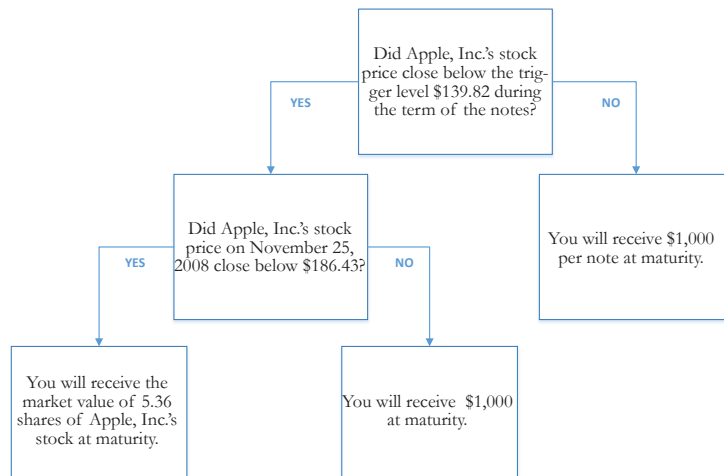 Did Apple, Inc.'s stock
price close below the trig-
ger level $139.82 during
the term of the notes?
YES
NO
Did Apple, Inc.'s stock
price on November 25,
2008 close below $186.43?
You will receive $1,000
per note at maturity.
YES
NO
You will receive the
market value of 5.36
shares of Apple, Inc.'s
stock at maturity.
You will receive $1,000
at maturity.